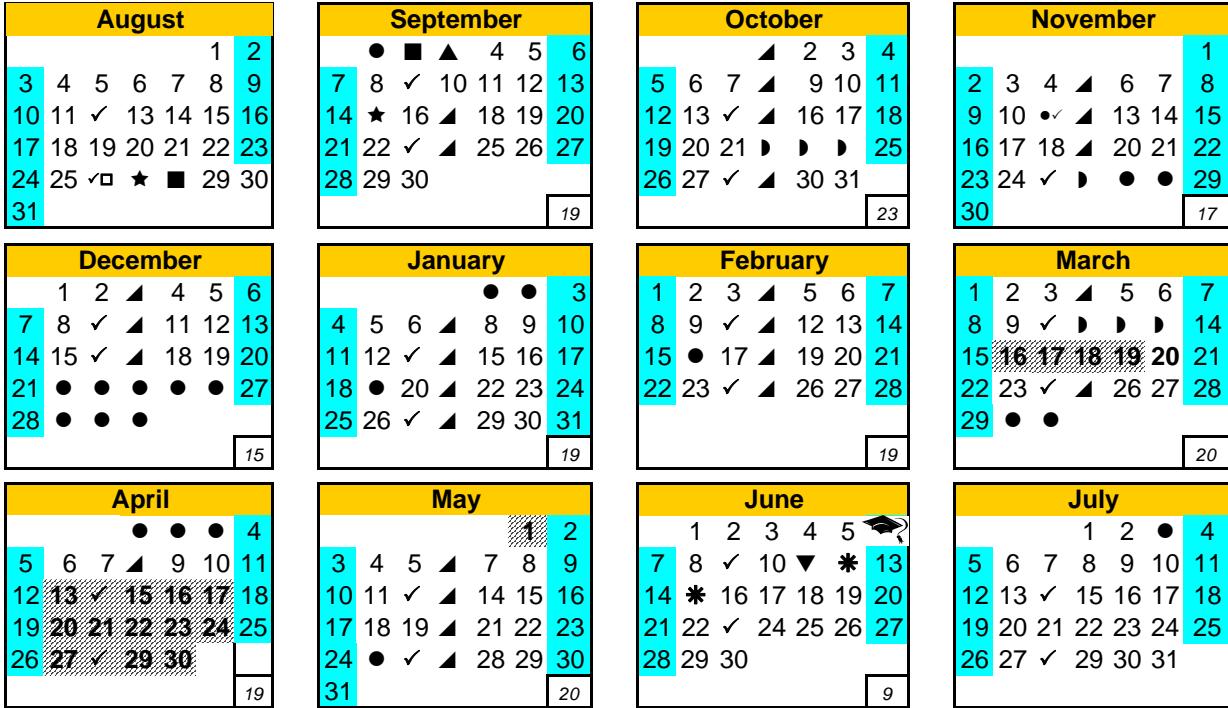 August
1 2
3 4 5 6 7 8 9
10 11 ✓ 13 14 15 16
17 18 19 20 21 22 23
24 25 ✓□ ★ ■ 29 30
31
September
● ■ ▲ 4 5 6
7 8 ✓ 10 11 12 13
14 ★ 16 ◢ 18 19 20
21 22 ✓ ◢ 25 26 27
28 29 30
19
October
◢ 2 3 4
5 6 7 ◢ 9 10 11
12 13 ✓ ◢ 16 17 18
19 20 21 ◗ ◗ ◗ 25
26 27 ✓ ◢ 30 31
23
November
1
2 3 4 ◢ 6 7 8
9 10 ●✓ ◢ 13 14 15
16 17 18 ◢ 20 21 22
23 24 ✓ ◗ ● ● 29
30
17
December
1 2 ◢ 4 5 6
7 8 ✓ ◢ 11 12 13
14 15 ✓ ◢ 18 19 20
21 ● ● ● ● ● 27
28 ● ● ●
15
January
● ● 3
4 5 6 ◢ 8 9 10
11 12 ✓ ◢ 15 16 17
18 ● 20 ◢ 22 23 24
25 26 ✓ ◢ 29 30 31
19
February
1 2 3 ◢ 5 6 7
8 9 ✓ ◢ 12 13 14
15 ● 17 ◢ 19 20 21
22 23 ✓ ◢ 26 27 28
19
March
1 2 3 ◢ 5 6 7
8 9 ✓ ◗ ◗ ◗ 14
15 16 17 18 19 20 21
22 23 ✓ ◢ 26 27 28
29 ● ●
20
April
● ● ● 4
5 6 7 ◢ 9 10 11
12 13 ✓ 15 16 17 18
19 20 21 22 23 24 25
26 27 ✓ 29 30
19
May
1 2
3 4 5 ◢ 7 8 9
10 11 ✓ ◢ 14 15 16
17 18 19 ◢ 21 22 23
24 ● ✓ ◢ 28 29 30
31
20
June
1 2 3 4 5
7 8 ✓ 10 ▼ ✱ 13
14 ✱ 16 17 18 19 20
21 22 ✓ 24 25 26 27
28 29 30
9
July
1 2 ● 4
5 6 7 8 9 10 11
12 13 ✓ 15 16 17 18
19 20 21 22 23 24 25
26 27 ✓ 29 30 31